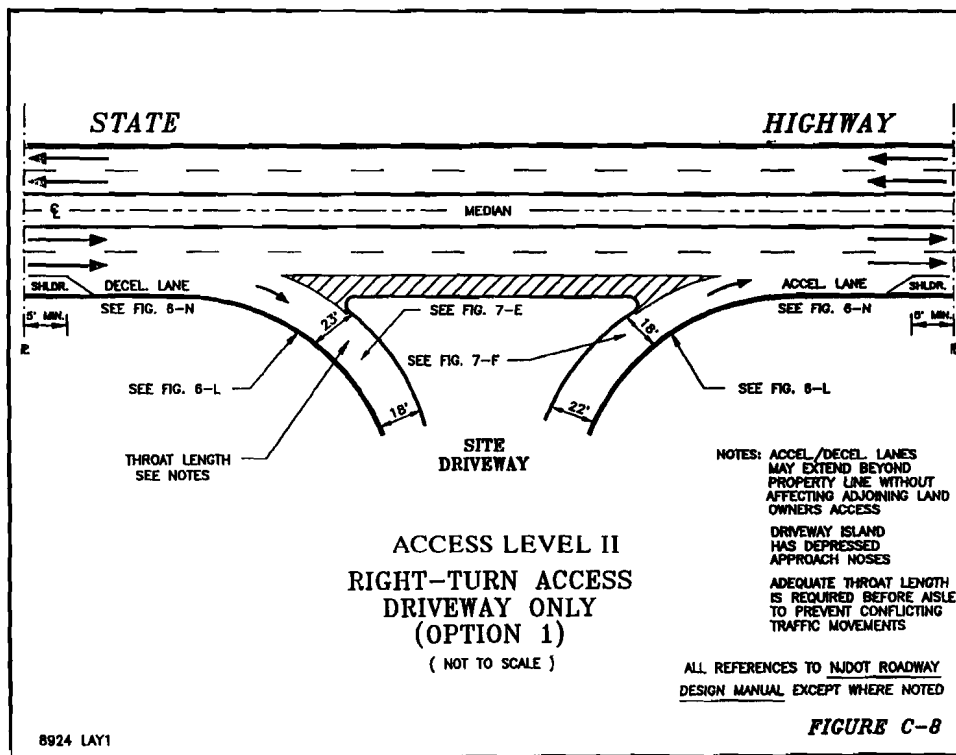 STATE HIGHWAY
℄
MEDIAN
SHLDR.
DECEL. LANE
ACCEL. LANE
SHLDR.
SEE FIG. 6-N
SEE FIG. 7-E
SEE FIG. 6-N
5' MIN.
23'
18'
5' MIN.
SEE FIG. 7-F
SEE FIG. 6-L
SEE FIG. 6-L
18'
22'
THROAT LENGTH
SEE NOTES
SITE
DRIVEWAY
NOTES: ACCEL./DECEL. LANES
MAY EXTEND BEYOND
PROPERTY LINE WITHOUT
AFFECTING ADJOINING LAND
OWNERS ACCESS
DRIVEWAY ISLAND
HAS DEPRESSED
APPROACH NOSES
ADEQUATE THROAT LENGTH
IS REQUIRED BEFORE AISLE
TO PREVENT CONFLICTING
TRAFFIC MOVEMENTS
ACCESS LEVEL II
RIGHT-TURN ACCESS
DRIVEWAY ONLY
(OPTION 1)
( NOT TO SCALE )
ALL REFERENCES TO NJDOT ROADWAY
DESIGN MANUAL EXCEPT WHERE NOTED
FIGURE C-8
8924 LAY1